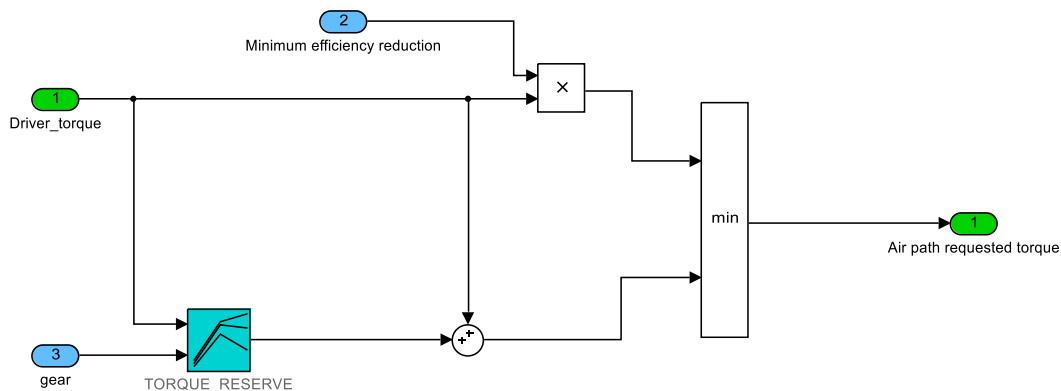 2
Minimum efficiency reduction
×
1
Driver_torque
min
1
Air path requested torque
3
gear
++
TORQUE_RESERVE